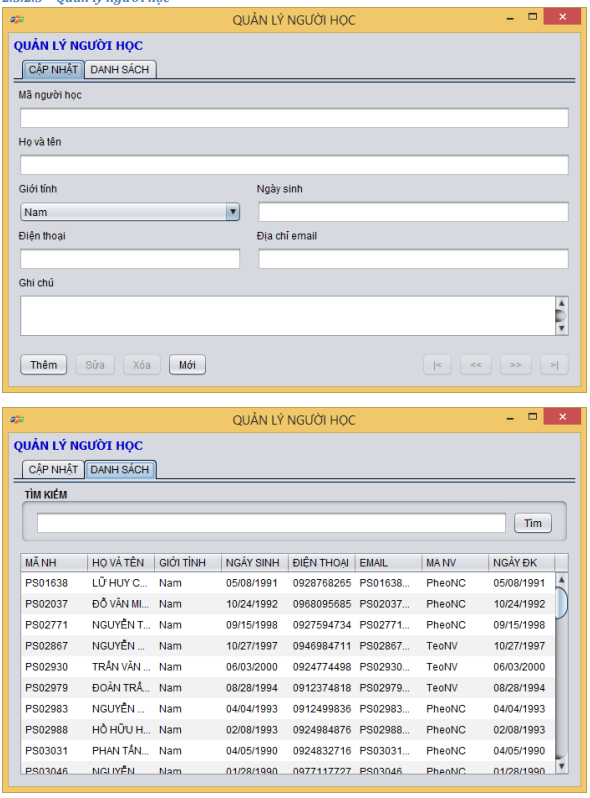 2.3.2.3 Quản lý người học
QUẢN LÝ NGƯỜI HỌC
QUẢN LÝ NGƯỜI HỌC
CẬP NHẬT DANH SÁCH
Mã người học
Họ và tên
Giới tính Ngày sinh
Nam
Điện thoại Địa chỉ email
Ghi chú
Thêm Sửa Xóa Mới |< << >> >|
QUẢN LÝ NGƯỜI HỌC
QUẢN LÝ NGƯỜI HỌC
CẬP NHẬT DANH SÁCH
TÌM KIẾM
Tìm
MÃ NH HỌ VÀ TÊN GIỚI TÍNH NGÀY SINH ĐIỆN THOẠI EMAIL MA NV NGÀY ĐK
PS01638 LỮ HUY C... Nam 05/08/1991 0928768265 PS01638... PheoNC 05/08/1991
PS02037 ĐỖ VĂN MI... Nam 10/24/1992 0968095685 PS02037... PheoNC 10/24/1992
PS02771 NGUYỄN T... Nam 09/15/1998 0927594734 PS02771... PheoNC 09/15/1998
PS02867 NGUYỄN ... Nam 10/27/1997 0946984711 PS02867... TeoNV 10/27/1997
PS02930 TRẦN VĂN ... Nam 06/03/2000 0924774498 PS02930... TeoNV 06/03/2000
PS02979 ĐOÀN TRẦ... Nam 08/28/1994 0912374818 PS02979... TeoNV 08/28/1994
PS02983 NGUYỄN ... Nam 04/04/1993 0912499836 PS02983... PheoNC 04/04/1993
PS02988 HỒ HỮU H... Nam 02/08/1993 0924984876 PS02988... PheoNC 02/08/1993
PS03031 PHAN TẤN... Nam 04/05/1990 0924832716 PS03031... PheoNC 04/05/1990
PS03046 NGUYỄN ... Nam 01/28/1990 0977117727 PS03046... PheoNC 01/28/1990